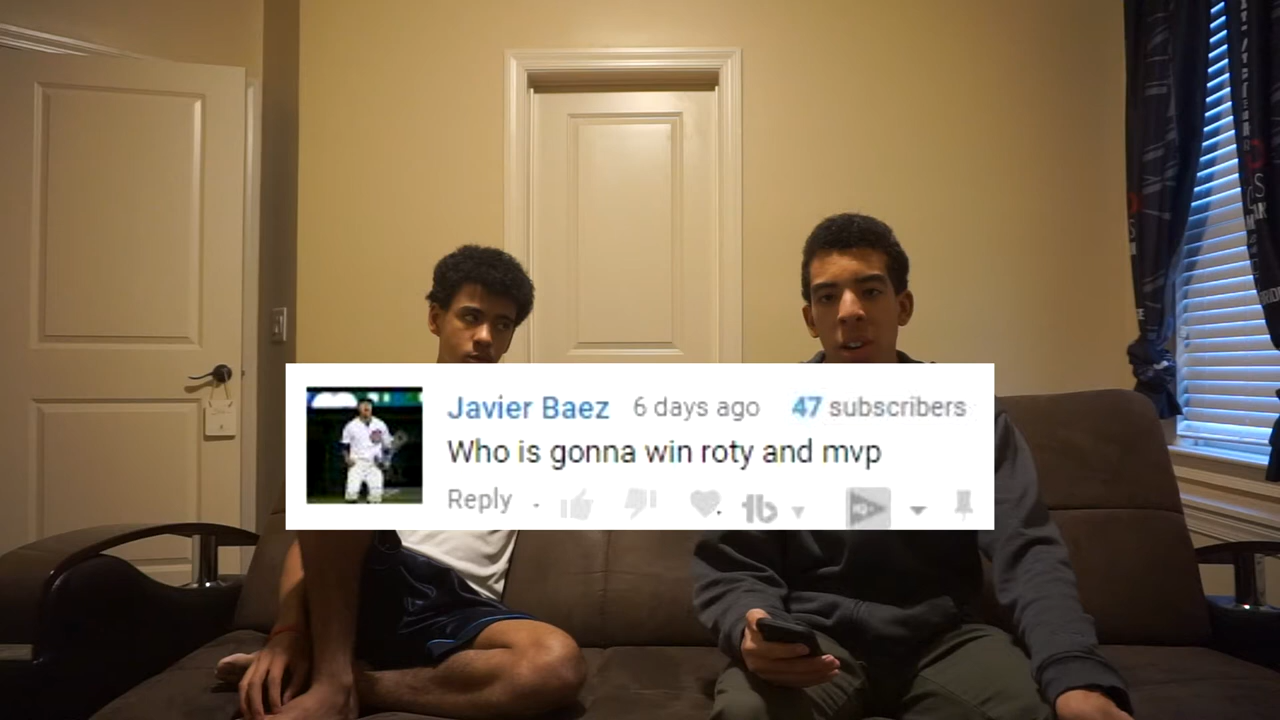 Javier Baez 6 days ago 47 subscribers
Who is gonna win roty and mvp
Reply